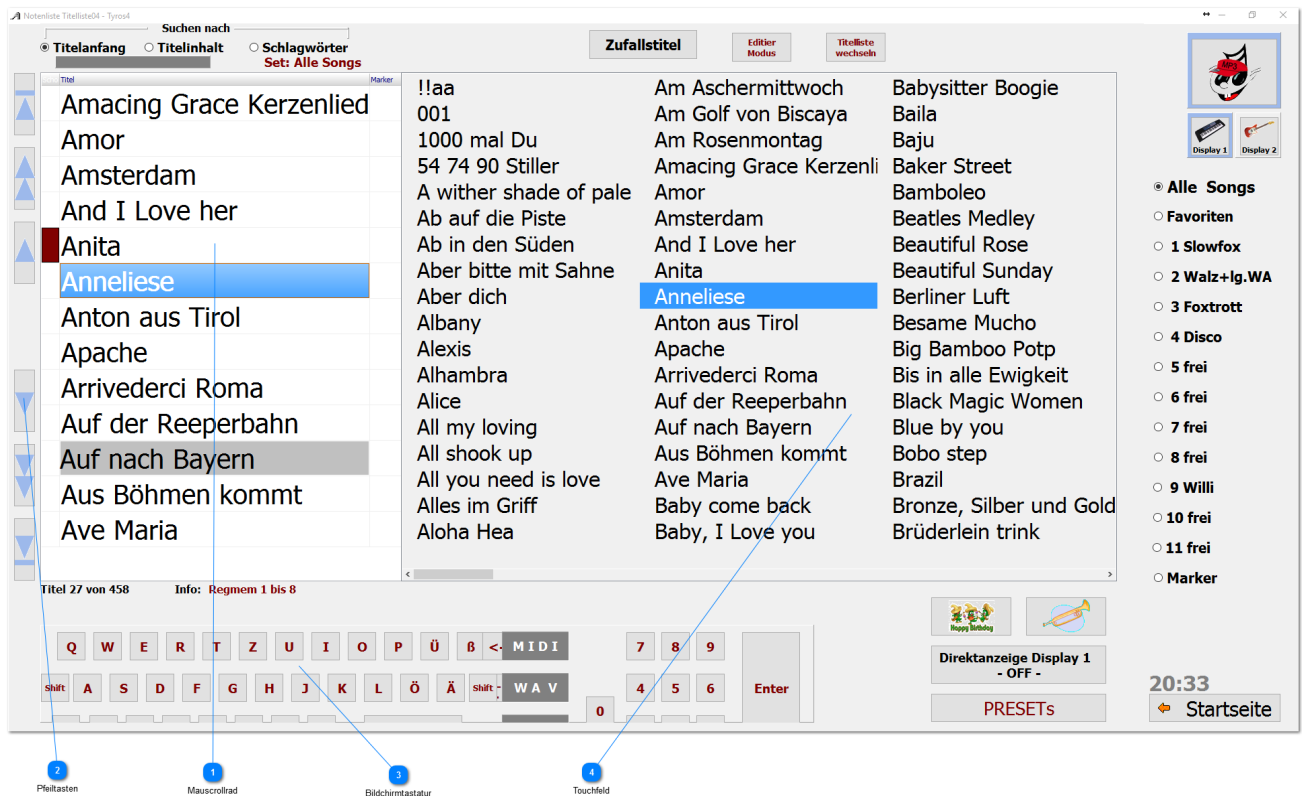 Notenliste Titelliste04 - Tyros4
Suchen nach
Titelanfang Titelinhalt Schlagwörter
Set: Alle Songs
Zufallstitel
Editier
Modus
Titelliste
wechseln
MP3
Display 1
Display 2
Titel Marker
Amacing Grace Kerzenlied
Amor
Amsterdam
And I Love her
Anita
Anneliese
Anton aus Tirol
Apache
Arrivederci Roma
Auf der Reeperbahn
Auf nach Bayern
Aus Böhmen kommt
Ave Maria
!!aa
001
1000 mal Du
54 74 90 Stiller
A wither shade of pale
Ab auf die Piste
Ab in den Süden
Aber bitte mit Sahne
Aber dich
Albany
Alexis
Alhambra
Alice
All my loving
All shook up
All you need is love
Alles im Griff
Aloha Hea
Am Aschermittwoch
Am Golf von Biscaya
Am Rosenmontag
Amacing Grace Kerzenli
Amor
Amsterdam
And I Love her
Anita
Anneliese
Anton aus Tirol
Apache
Arrivederci Roma
Auf der Reeperbahn
Auf nach Bayern
Aus Böhmen kommt
Ave Maria
Baby come back
Baby, I Love you
Babysitter Boogie
Baila
Baju
Baker Street
Bamboleo
Beatles Medley
Beautiful Rose
Beautiful Sunday
Berliner Luft
Besame Mucho
Big Bamboo Potp
Bis in alle Ewigkeit
Black Magic Women
Blue by you
Bobo step
Brazil
Bronze, Silber und Gold
Brüderlein trink
Alle Songs
Favoriten
1 Slowfox
2 Walz+lg.WA
3 Foxtrott
4 Disco
5 frei
6 frei
7 frei
8 frei
9 Willi
10 frei
11 frei
Marker
Titel 27 von 458 Info: Regmem 1 bis 8
Q W E R T Z U I O P Ü ß <- MIDI 7 8 9
Shift A S D F G H J K L Ö Ä Shift WAV 4 5 6 Enter
0
Happy Birthday
Direktanzeige Display 1
- OFF -
PRESETs
20:33
Startseite
2 1 3 4
Pfeiltasten Mauscrollrad Bildchirmtastatur Touchfeld